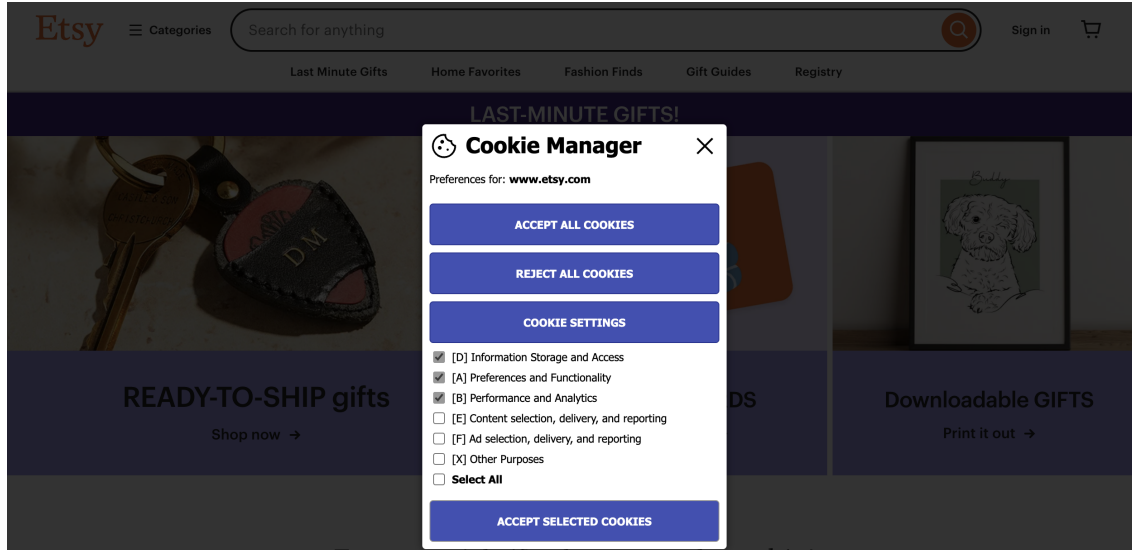 Etsy
Categories
Search for anything
Sign in
Last Minute Gifts
Home Favorites
Fashion Finds
Gift Guides
Registry
LAST-MINUTE GIFTS!
Cookie Manager
Preferences for: www.etsy.com
ACCEPT ALL COOKIES
REJECT ALL COOKIES
COOKIE SETTINGS
[D] Information Storage and Access
[A] Preferences and Functionality
[B] Performance and Analytics
[E] Content selection, delivery, and reporting
[F] Ad selection, delivery, and reporting
[X] Other Purposes
Select All
ACCEPT SELECTED COOKIES
DM
READY-TO-SHIP gifts
Shop now →
DS
Buddy
Downloadable GIFTS
Print it out →